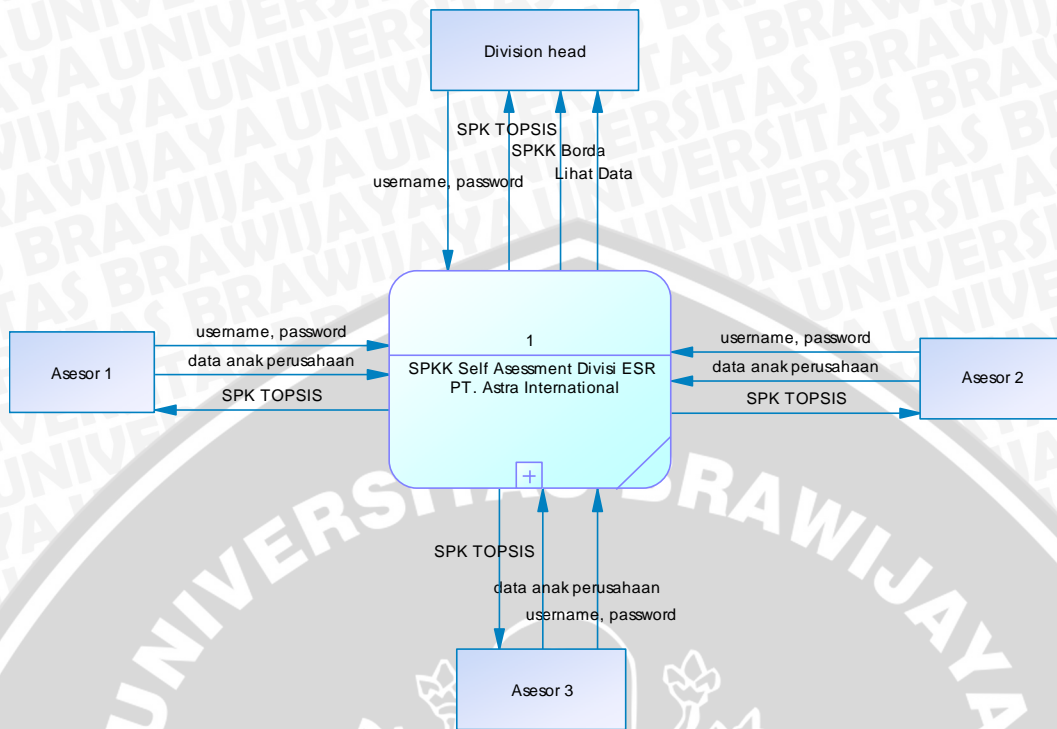 Division head
SPK TOPSIS
SPKK Borda
Lihat Data
username, password
username, password
data anak perusahaan
SPK TOPSIS
Asesor 1
1
SPKK Self Asessment Divisi ESR
PT. Astra International
username, password
data anak perusahaan
SPK TOPSIS
Asesor 2
SPK TOPSIS
data anak perusahaan
username, password
Asesor 3
UNIVERSITAS BRAWIJAYA